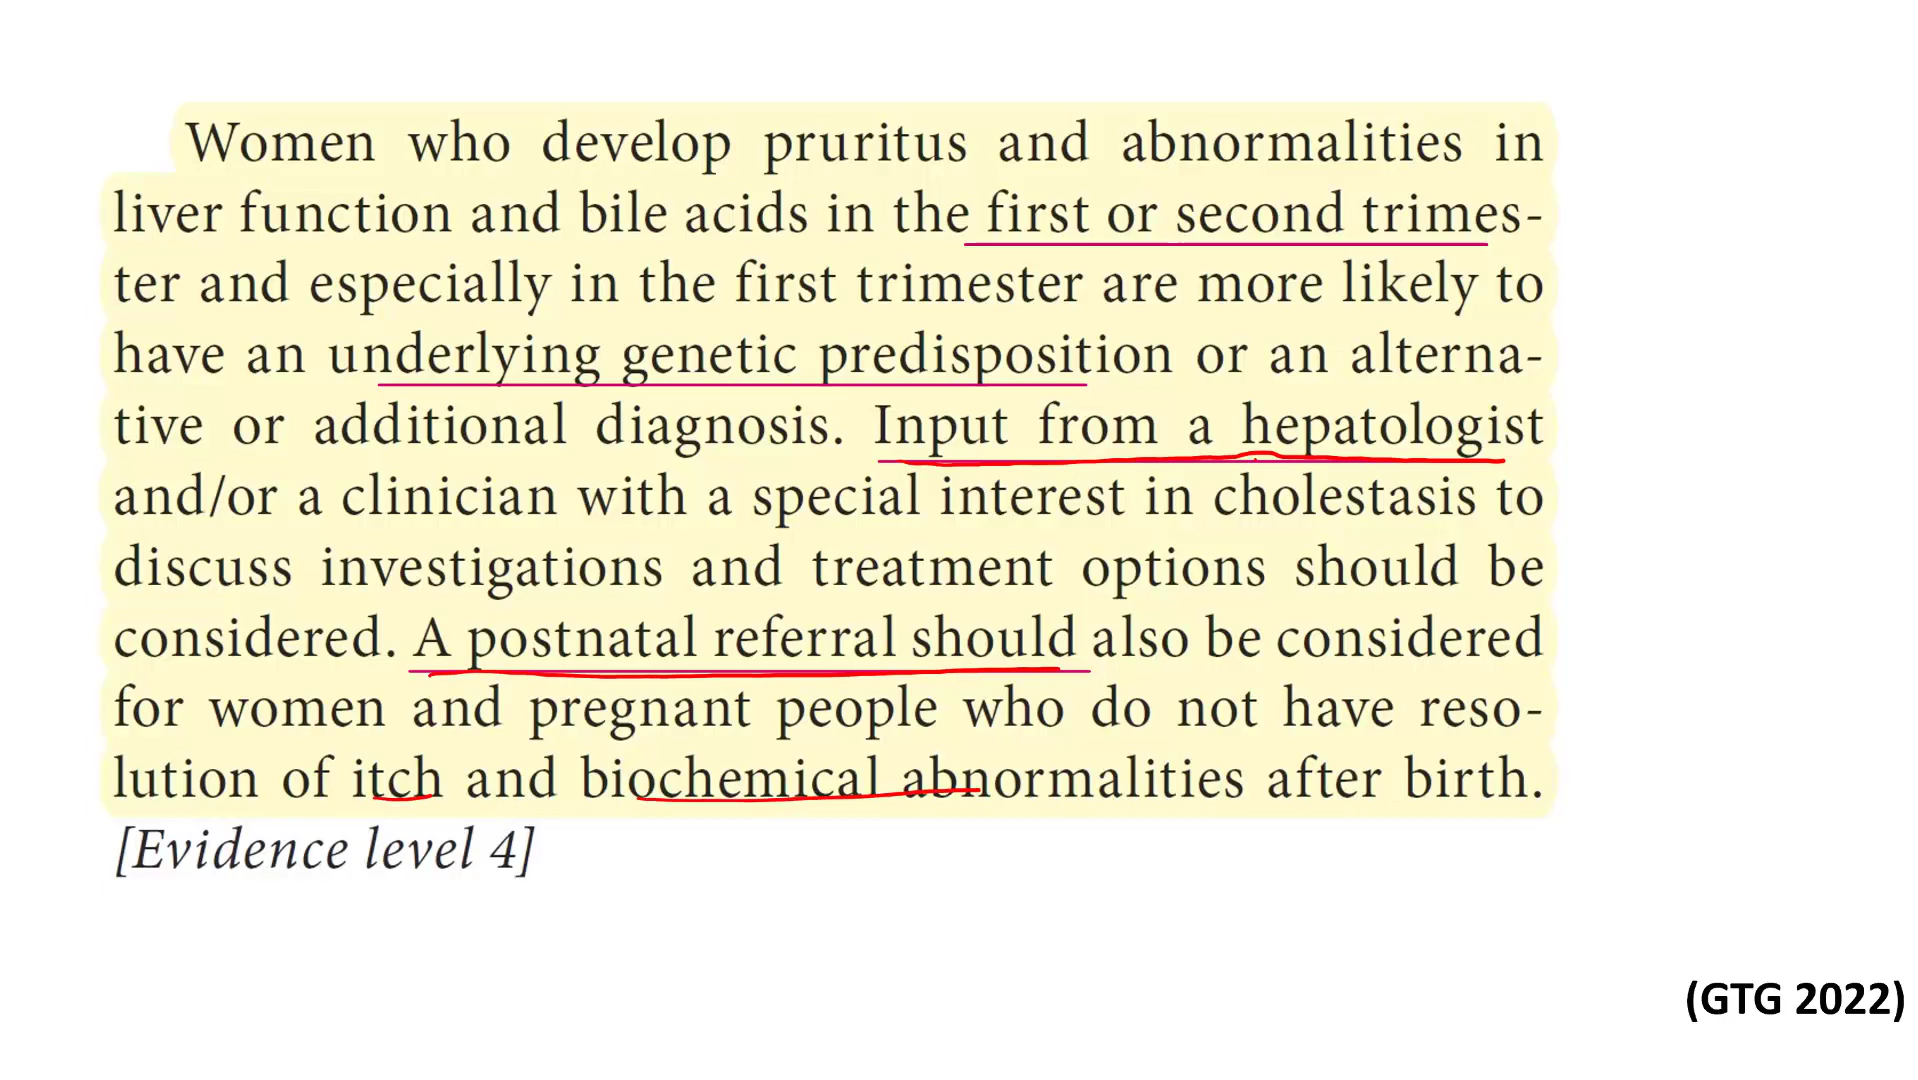 Women who develop pruritus and abnormalities in
liver function and bile acids in the first or second trimes-
ter and especially in the first trimester are more likely to
have an underlying genetic predisposition or an alterna-
tive or additional diagnosis. Input from a hepatologist
and/or a clinician with a special interest in cholestasis to
discuss investigations and treatment options should be
considered. A postnatal referral should also be considered
for women and pregnant people who do not have reso-
lution of itch and biochemical abnormalities after birth.
[Evidence level 4]
(GTG 2022)